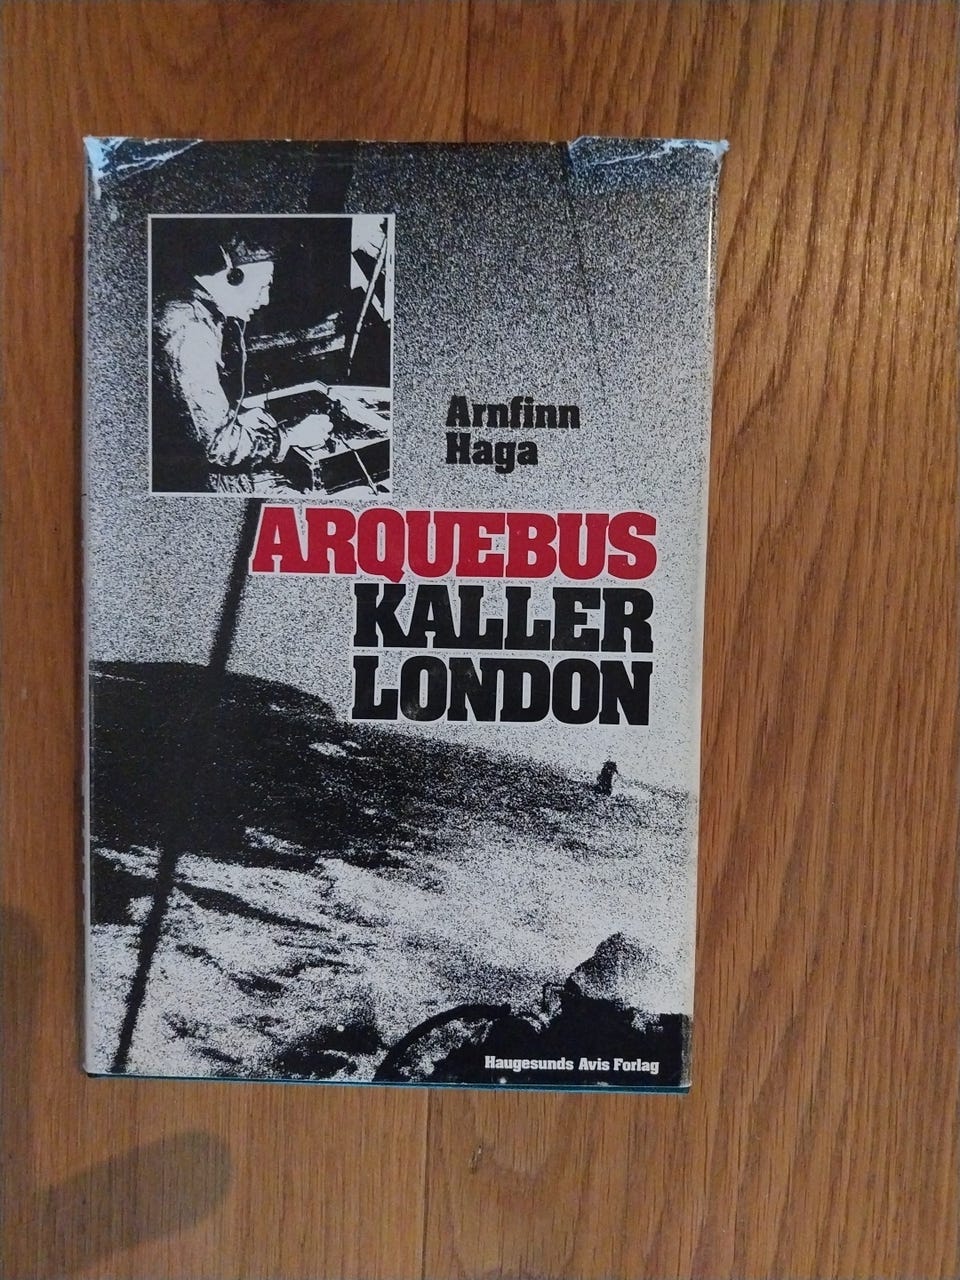 Arnfinn
Haga
ARQUEBUS
KALLER
LONDON
Haugesunds Avis Forlag